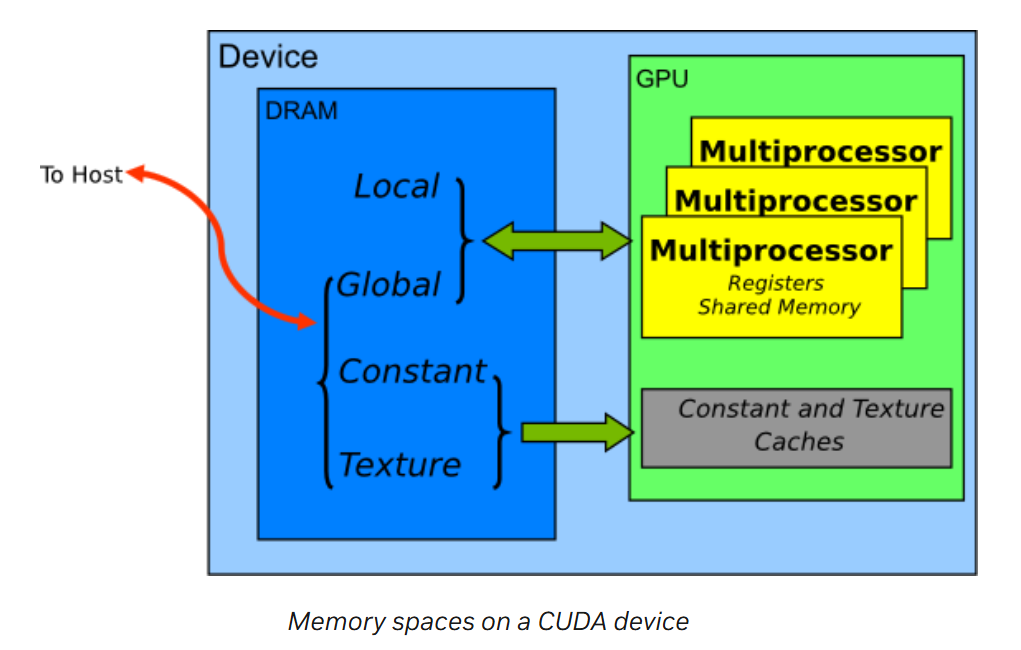 Device
DRAM
GPU
To Host
Local
Global
Constant
Texture
Multiprocessor
Multiprocessor
Multiprocessor
Registers
Shared Memory
Constant and Texture
Caches
Memory spaces on a CUDA device